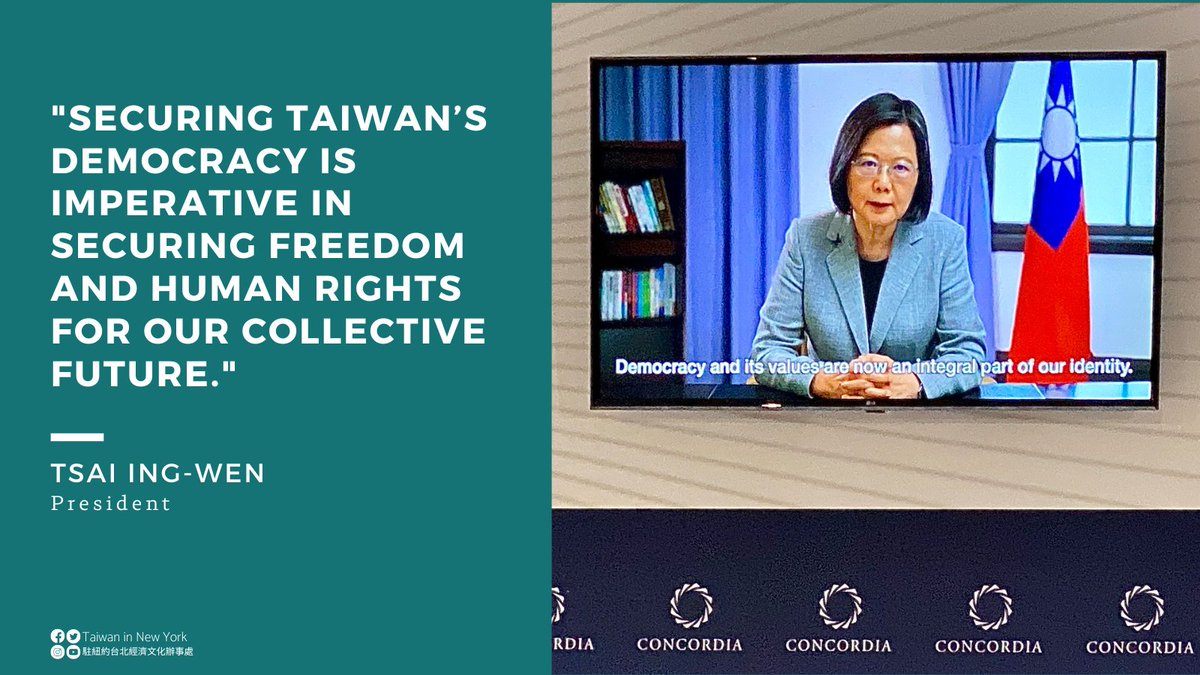 "SECURING TAIWAN’S
DEMOCRACY IS
IMPERATIVE IN
SECURING FREEDOM
AND HUMAN RIGHTS
FOR OUR COLLECTIVE
FUTURE."
TSAI ING-WEN
President
Taiwan in New York
駐紐約台北經濟文化辦事處
Democracy and its values are now an integral part of our identity.
LG
CORDIA
CONCORDIA
CONCORDIA
CONCORDIA
CONCORDIA